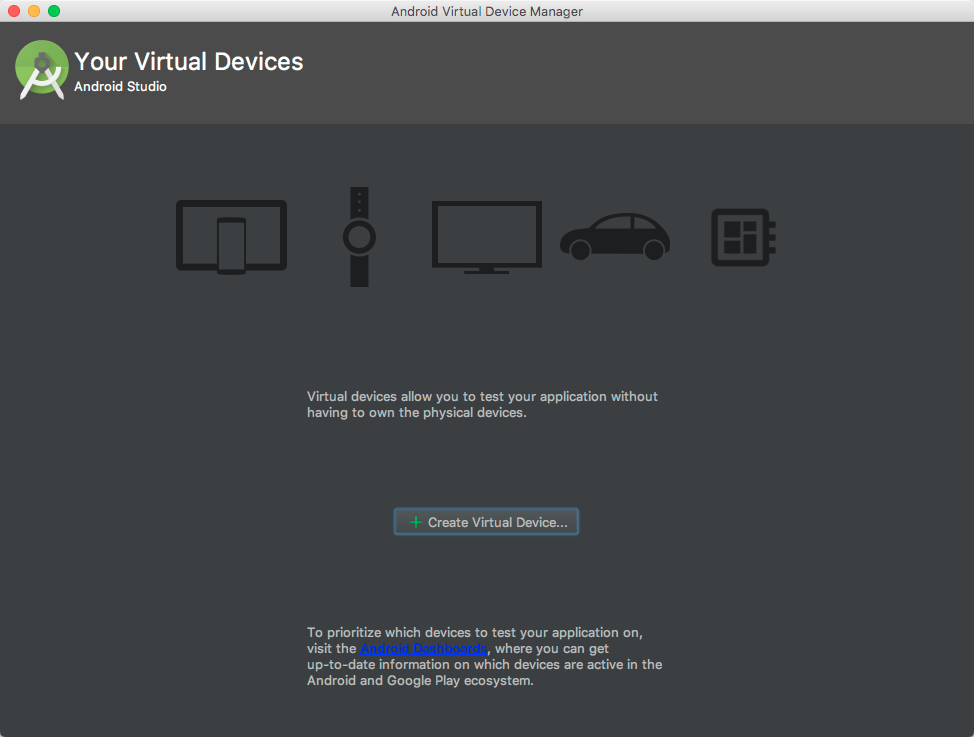 Android Virtual Device Manager
Your Virtual Devices
Android Studio
Virtual devices allow you to test your application without
having to own the physical devices.
Create Virtual Device...
To prioritize which devices to test your application on,
visit the Android Dashboards, where you can get
up-to-date information on which devices are active in the
Android and Google Play ecosystem.